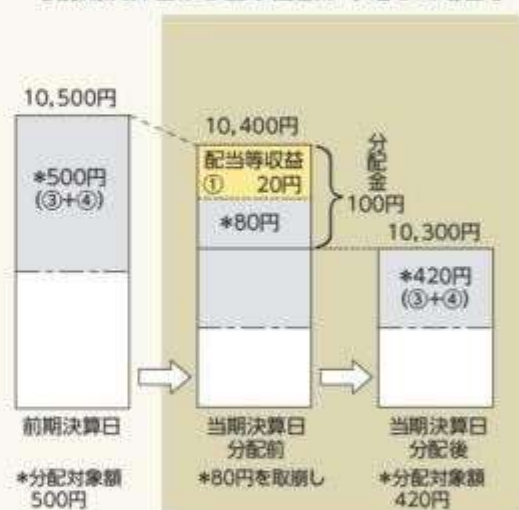 10,500円
*500円
(③+④)
10,400円
配当等収益
① 20円
*80円
分配金
100円
10,300円
*420円
(③+④)
前期決算日
当期決算日
分配前
当期決算日
分配後
*分配対象額
500円
*80円を取崩し
*分配対象額
420円